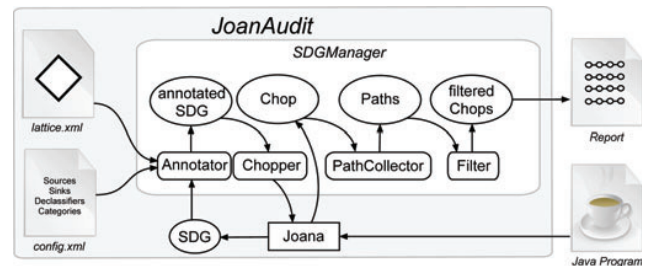 JoanAudit
SDGManager
annotated
SDG
Chop
Paths
filtered
Chops
lattice.xml
Report
Annotator
Chopper
PathCollector
Filter
Sources
Sinks
Declassifiers
Categories
config.xml
SDG
Joana
Java Program